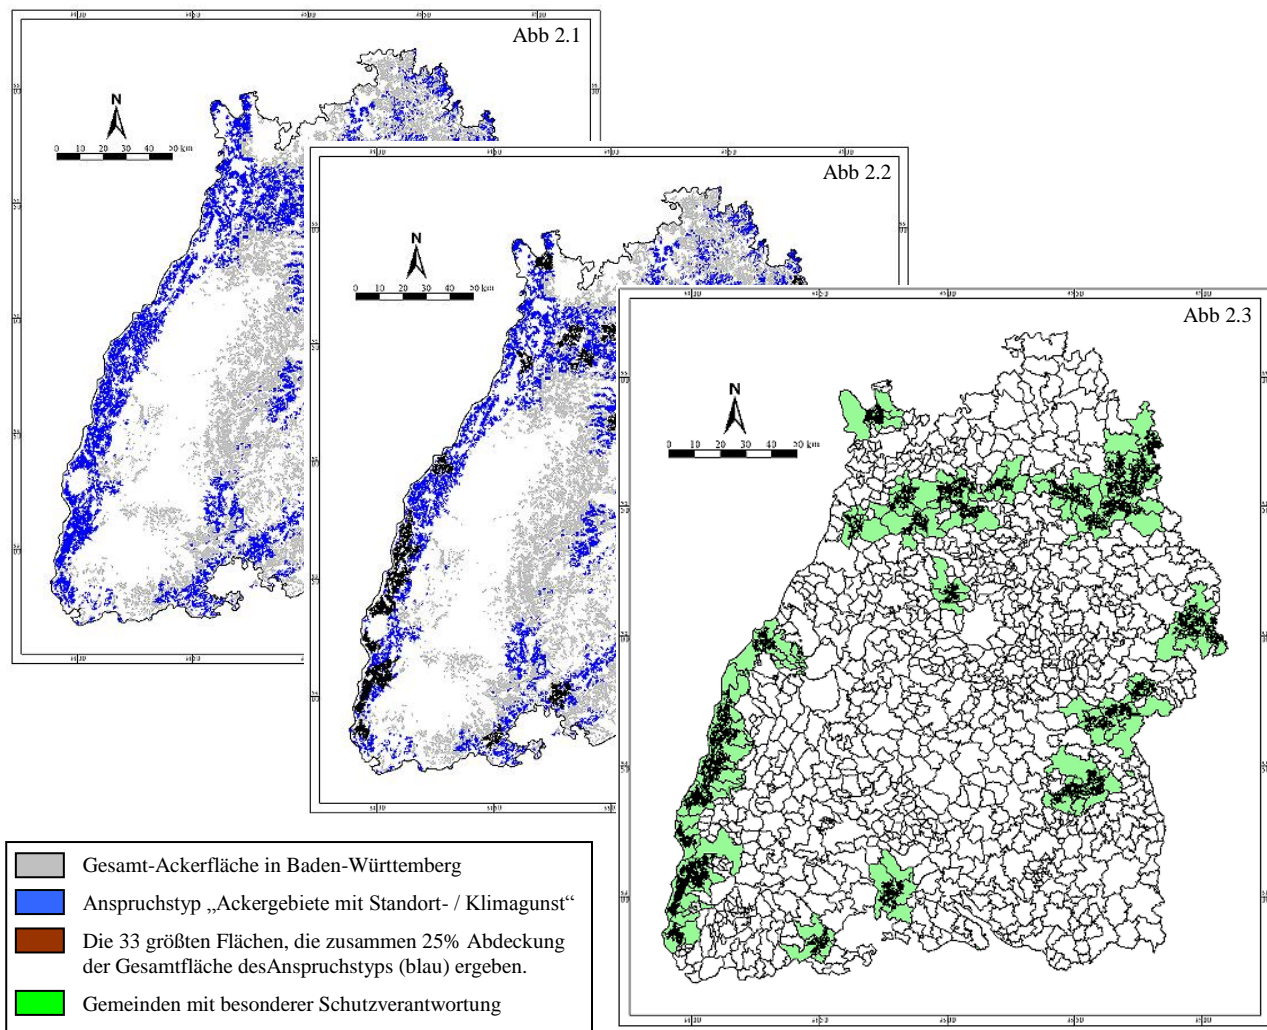 Abb 2.1
N
0 10 20 30 40 50 km
Abb 2.2
N
0 10 20 30 40 50 km
Abb 2.3
N
0 10 20 30 40 50 km
Gesamt-Ackerfläche in Baden-Württemberg
Anspruchstyp „Ackergebiete mit Standort- / Klimagunst“
Die 33 größten Flächen, die zusammen 25% Abdeckung
der Gesamtfläche desAnspruchstyps (blau) ergeben.
Gemeinden mit besonderer Schutzverantwortung